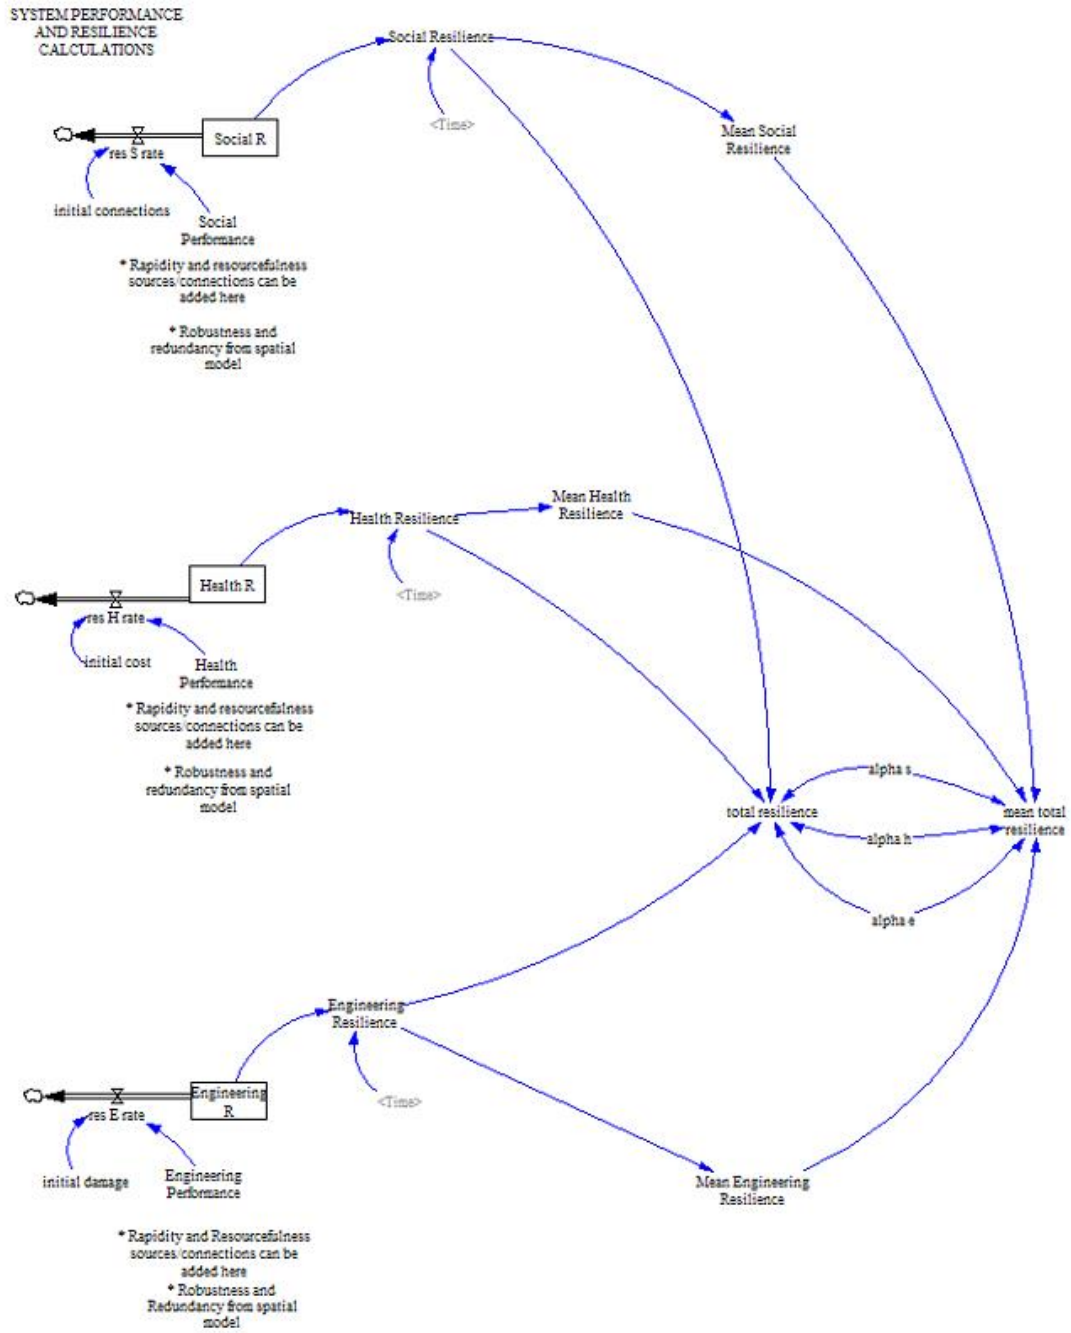 SYSTEM PERFORMANCE
AND RESILIENCE
CALCULATIONS
Social Resilience
<Time>
Mean Social
Resilience
Social R
res S rate
initial connections
Social
Performance
* Rapidity and resourcefulness
sources/connections can be
added here
* Robustness and
redundancy from spatial
model
Mean Health
Resilience
Health Resilience
<Time>
Health R
res H rate
initial cost
Health
Performance
* Rapidity and resourcefulness
sources/connections can be
added here
* Robustness and
redundancy from spatial
model
alpha s
total resilience
mean total
resilience
alpha h
alpha e
Engineering
Resilience
<Time>
Engineering
R
res E rate
initial damage
Engineering
Performance
Mean Engineering
Resilience
* Rapidity and Resourcefulness
sources/connections can be
added here
* Robustness and
Redundancy from spatial
model